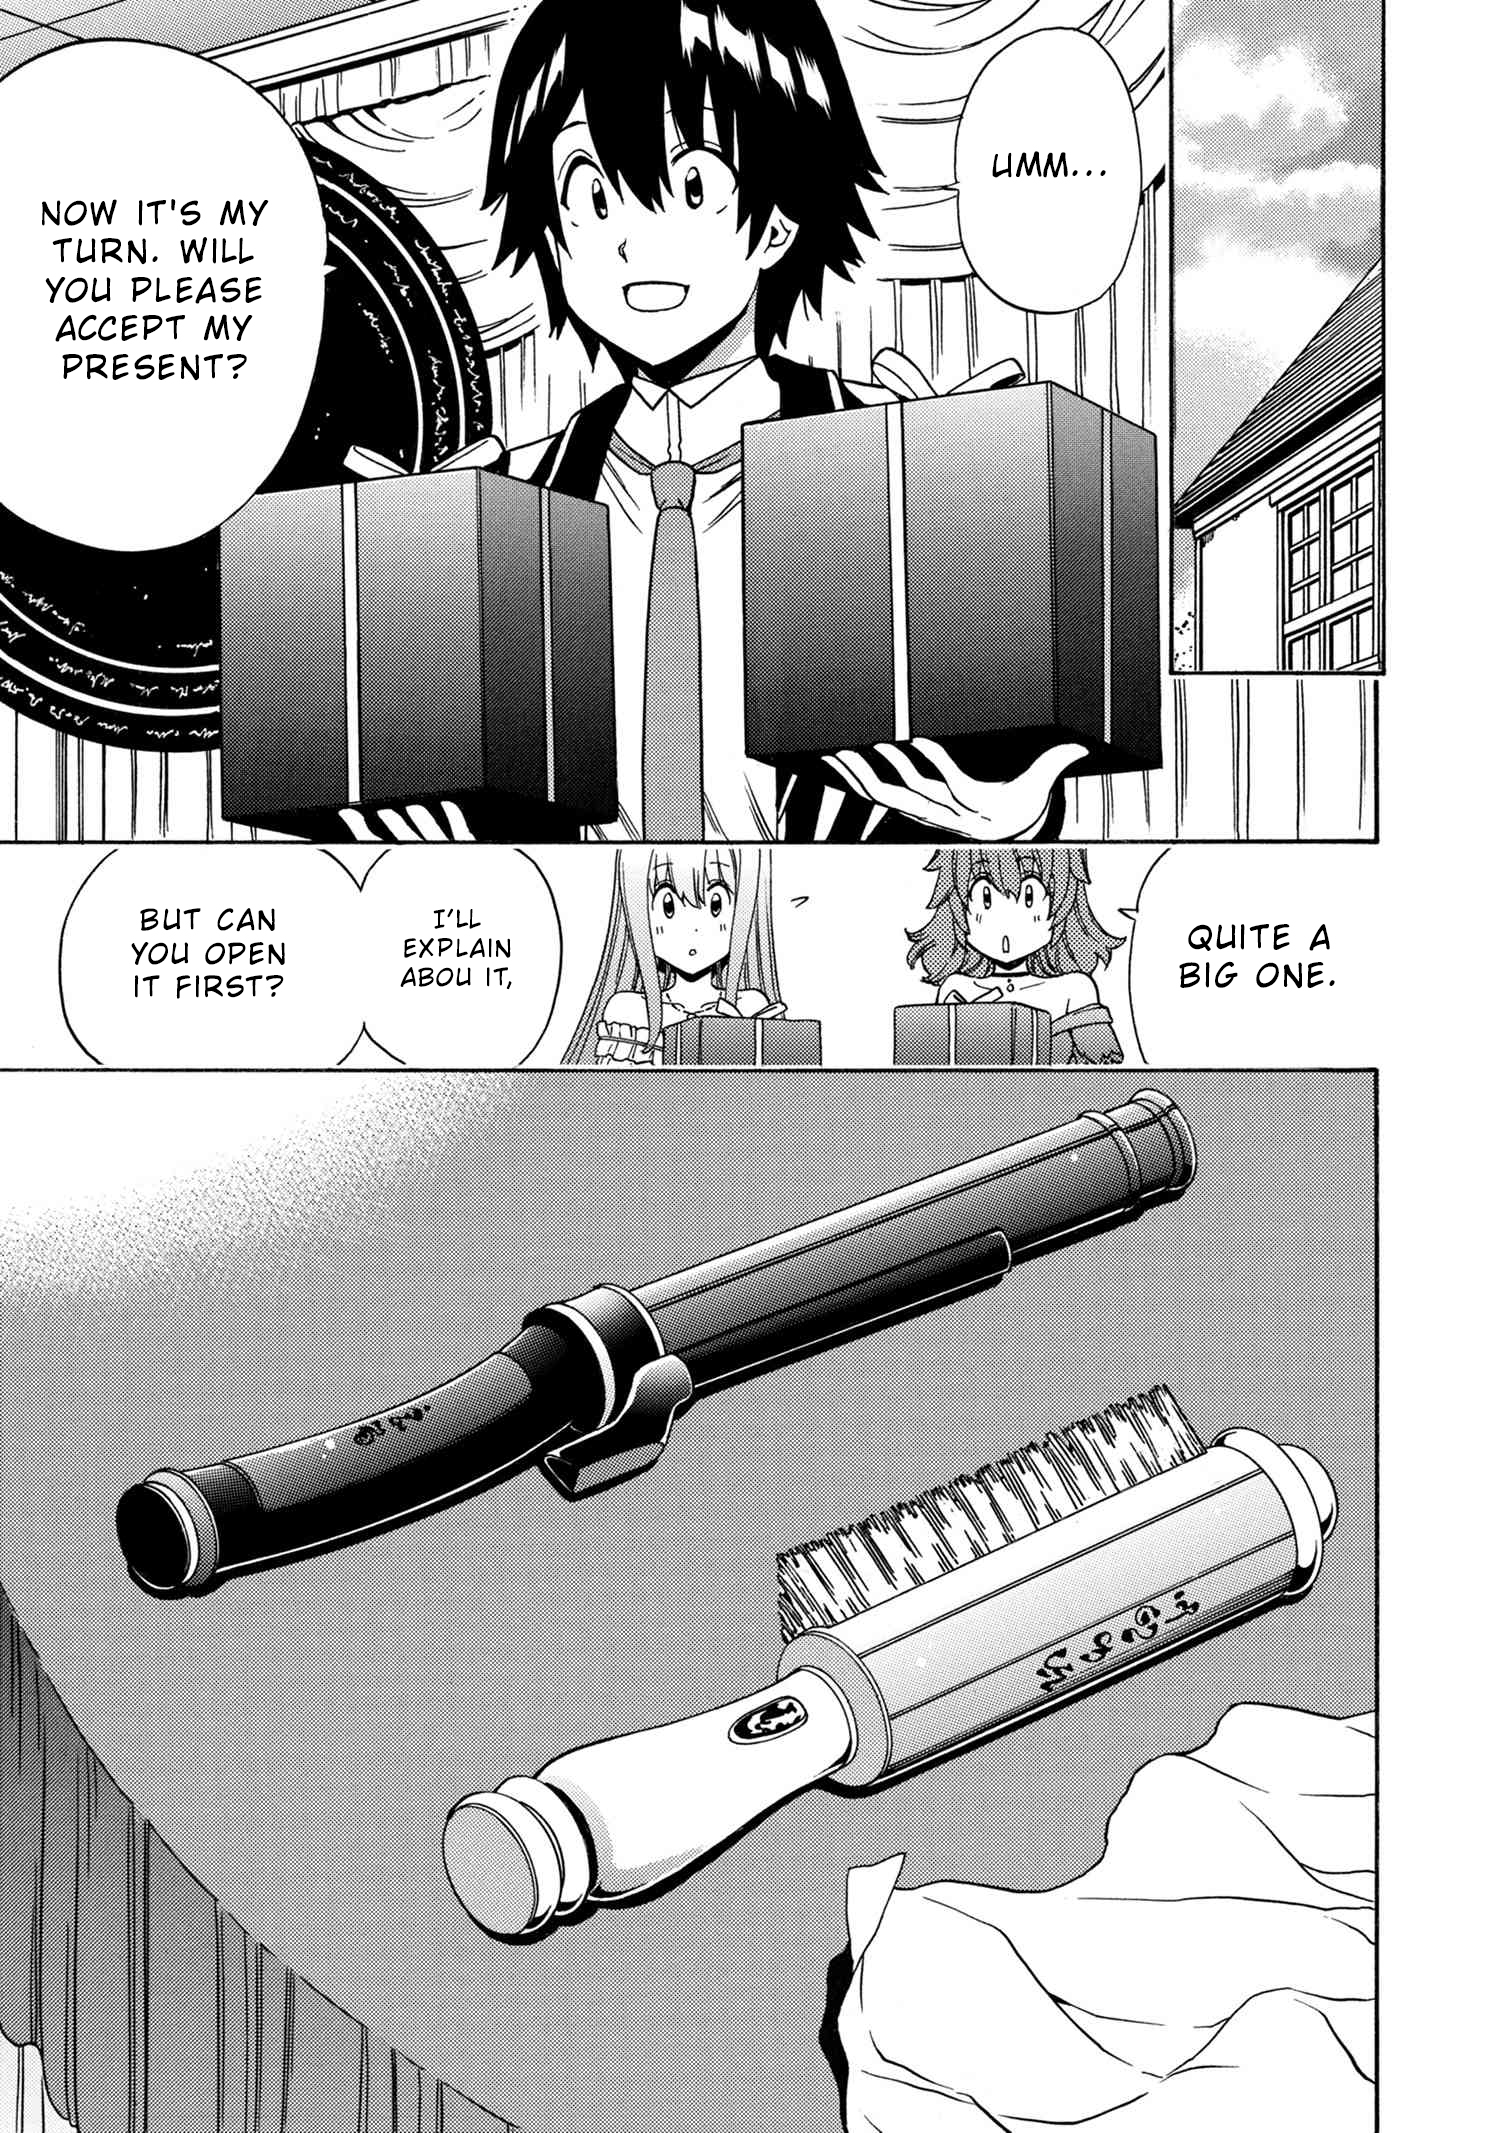 UMM...
NOW IT'S MY
TURN. WILL
YOU PLEASE
ACCEPT MY
PRESENT?
QUITE A
BIG ONE.
I'LL
EXPLAIN
ABOU IT,
BUT CAN
YOU OPEN
IT FIRST?